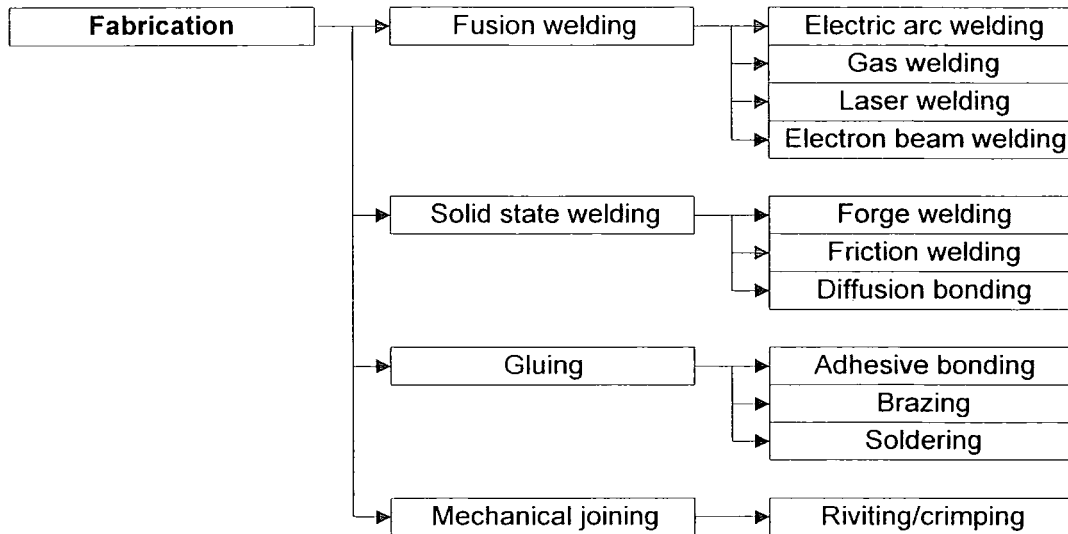 Fabrication
Fusion welding
Electric arc welding
Gas welding
Laser welding
Electron beam welding
Solid state welding
Forge welding
Friction welding
Diffusion bonding
Gluing
Adhesive bonding
Brazing
Soldering
Mechanical joining
Riviting/crimping